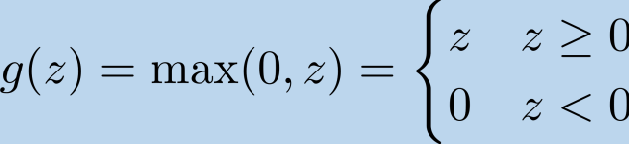 g(z) = max(0, z) = { z   z ≥ 0
0   z < 0